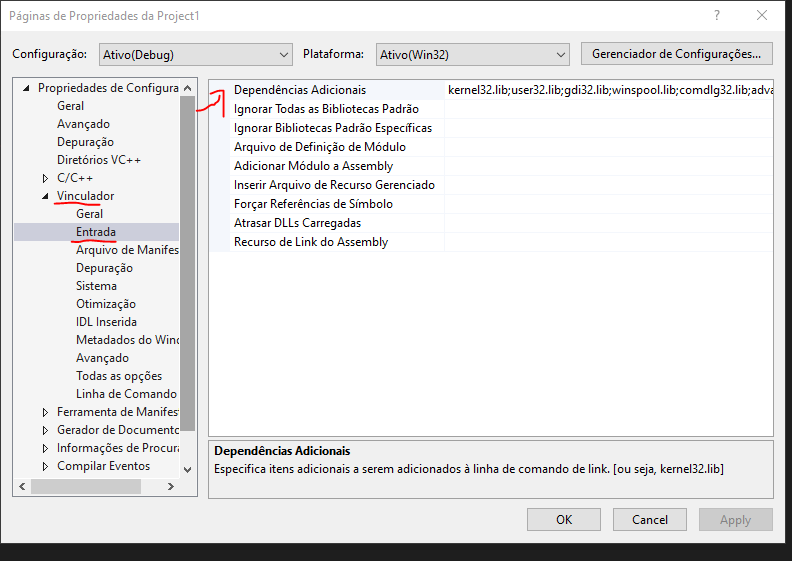 Páginas de Propriedades da Project1
?
Configuração: Ativo(Debug) Plataforma: Ativo(Win32) Gerenciador de Configurações...
Propriedades de Configura
Geral
Avançado
Depuração
Diretórios VC++
C/C++
Vinculador
Geral
Entrada
Arquivo de Manifes
Depuração
Sistema
Otimização
IDL Inserida
Metadados do Wind
Avançado
Todas as opções
Linha de Comando
Ferramenta de Manifest
Gerador de Documento
Informações de Procura
Compilar Eventos
Dependências Adicionais kernel32.lib;user32.lib;gdi32.lib;winspool.lib;comdlg32.lib;adva
Ignorar Todas as Bibliotecas Padrão
Ignorar Bibliotecas Padrão Específicas
Arquivo de Definição de Módulo
Adicionar Módulo a Assembly
Inserir Arquivo de Recurso Gerenciado
Forçar Referências de Símbolo
Atrasar DLLs Carregadas
Recurso de Link do Assembly
Dependências Adicionais
Especifica itens adicionais a serem adicionados à linha de comando de link. [ou seja, kernel32.lib]
OK Cancel Apply